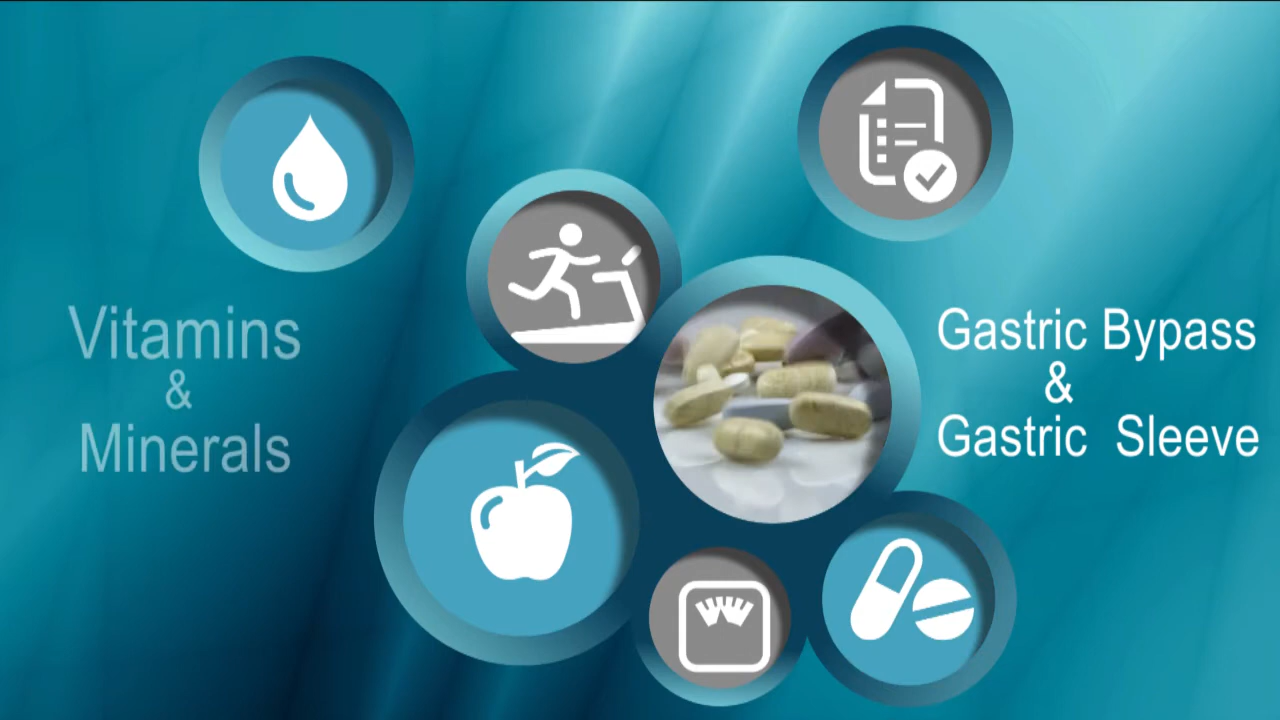 Vitamins
&
Minerals
Gastric Bypass
&
Gastric Sleeve